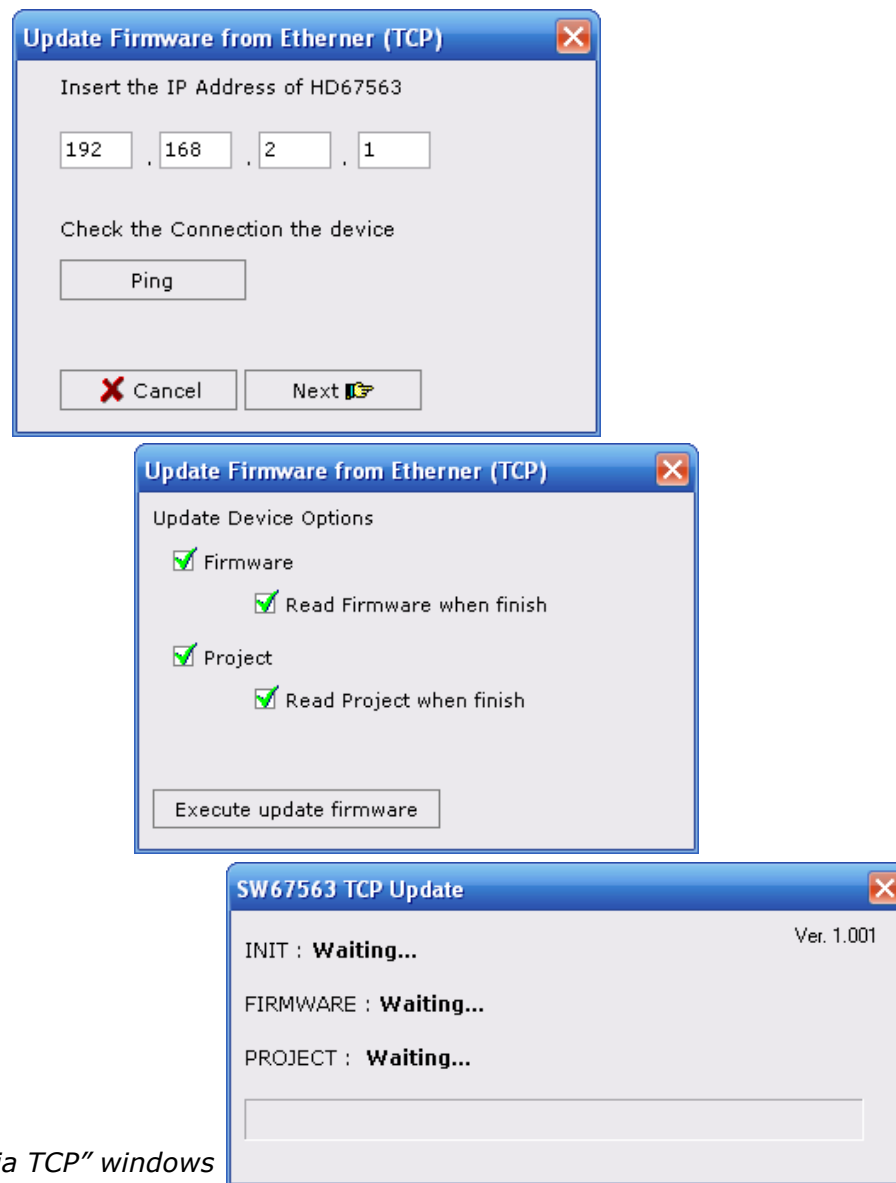 Update Firmware from Etherner (TCP)
Insert the IP Address of HD67563
192 . 168 . 2 . 1
Check the Connection the device
Ping
Cancel Next
Update Firmware from Etherner (TCP)
Update Device Options
Firmware
Read Firmware when finish
Project
Read Project when finish
Execute update firmware
SW67563 TCP Update
Ver. 1.001
INIT : Waiting...
FIRMWARE : Waiting...
PROJECT : Waiting...
TCP” windows